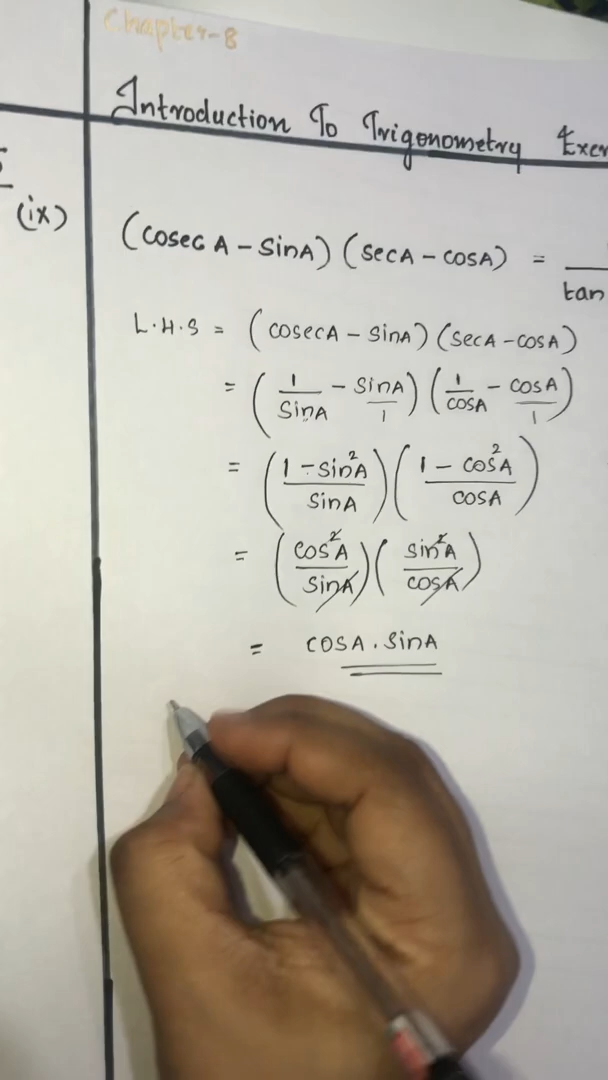 Chapter-8
Introduction To Trigonometry
(ix) (cosec A - sinA) (secA - cosA) =
tan
L.H.S = (cosecA - sinA) (secA - cosA)
= (1/sinA - sinA/1) (1/cosA - cosA/1)
= (1 - sin²A/sinA) (1 - cos²A/cosA)
= (cos²A/sinA) (sin²A/cosA)
= cosA . sinA